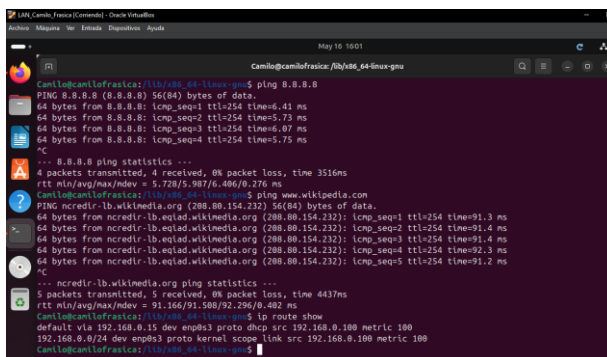 LAN_Camilo_Frasica [Corriendo] - Oracle VirtualBox
Archivo Máquina Ver Entrada Dispositivos Ayuda
May 16 16:01
Camilo@camilofrasica: /lib/x86_64-linux-gnu
Camilo@camilofrasica:/lib/x86_64-linux-gnu$ ping 8.8.8.8
PING 8.8.8.8 (8.8.8.8) 56(84) bytes of data.
64 bytes from 8.8.8.8: icmp_seq=1 ttl=254 time=6.41 ms
64 bytes from 8.8.8.8: icmp_seq=2 ttl=254 time=5.73 ms
64 bytes from 8.8.8.8: icmp_seq=3 ttl=254 time=6.07 ms
64 bytes from 8.8.8.8: icmp_seq=4 ttl=254 time=5.75 ms
^C
--- 8.8.8.8 ping statistics ---
4 packets transmitted, 4 received, 0% packet loss, time 3516ms
rtt min/avg/max/mdev = 5.728/5.987/6.406/0.276 ms
Camilo@camilofrasica:/lib/x86_64-linux-gnu$ ping www.wikipedia.com
PING ncredir-lb.wikimedia.org (208.80.154.232) 56(84) bytes of data.
64 bytes from ncredir-lb.eqiad.wikimedia.org (208.80.154.232): icmp_seq=1 ttl=254 time=91.3 ms
64 bytes from ncredir-lb.eqiad.wikimedia.org (208.80.154.232): icmp_seq=2 ttl=254 time=91.4 ms
64 bytes from ncredir-lb.eqiad.wikimedia.org (208.80.154.232): icmp_seq=3 ttl=254 time=91.4 ms
64 bytes from ncredir-lb.eqiad.wikimedia.org (208.80.154.232): icmp_seq=4 ttl=254 time=92.3 ms
64 bytes from ncredir-lb.eqiad.wikimedia.org (208.80.154.232): icmp_seq=5 ttl=254 time=91.2 ms
^C
--- ncredir-lb.wikimedia.org ping statistics ---
5 packets transmitted, 5 received, 0% packet loss, time 4437ms
rtt min/avg/max/mdev = 91.166/91.508/92.296/0.402 ms
Camilo@camilofrasica:/lib/x86_64-linux-gnu$ ip route show
default via 192.168.0.15 dev enp0s3 proto dhcp src 192.168.0.100 metric 100
192.168.0.0/24 dev enp0s3 proto kernel scope link src 192.168.0.100 metric 100
Camilo@camilofrasica:/lib/x86_64-linux-gnu$